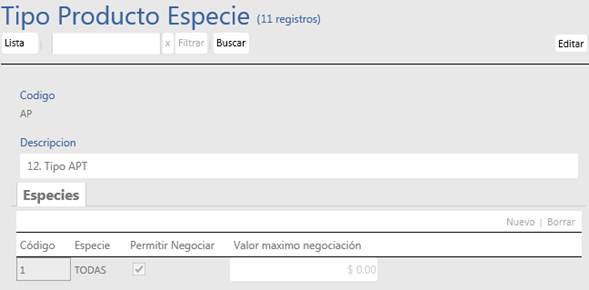 Tipo Producto Especie (11 registros)
Lista | x Filtrar Buscar Editar
Codigo
AP
Descripcion
12. Tipo APT
Especies
Nuevo | Borrar
Código Especie Permitir Negociar Valor maximo negociación
1 TODAS $ 0.00